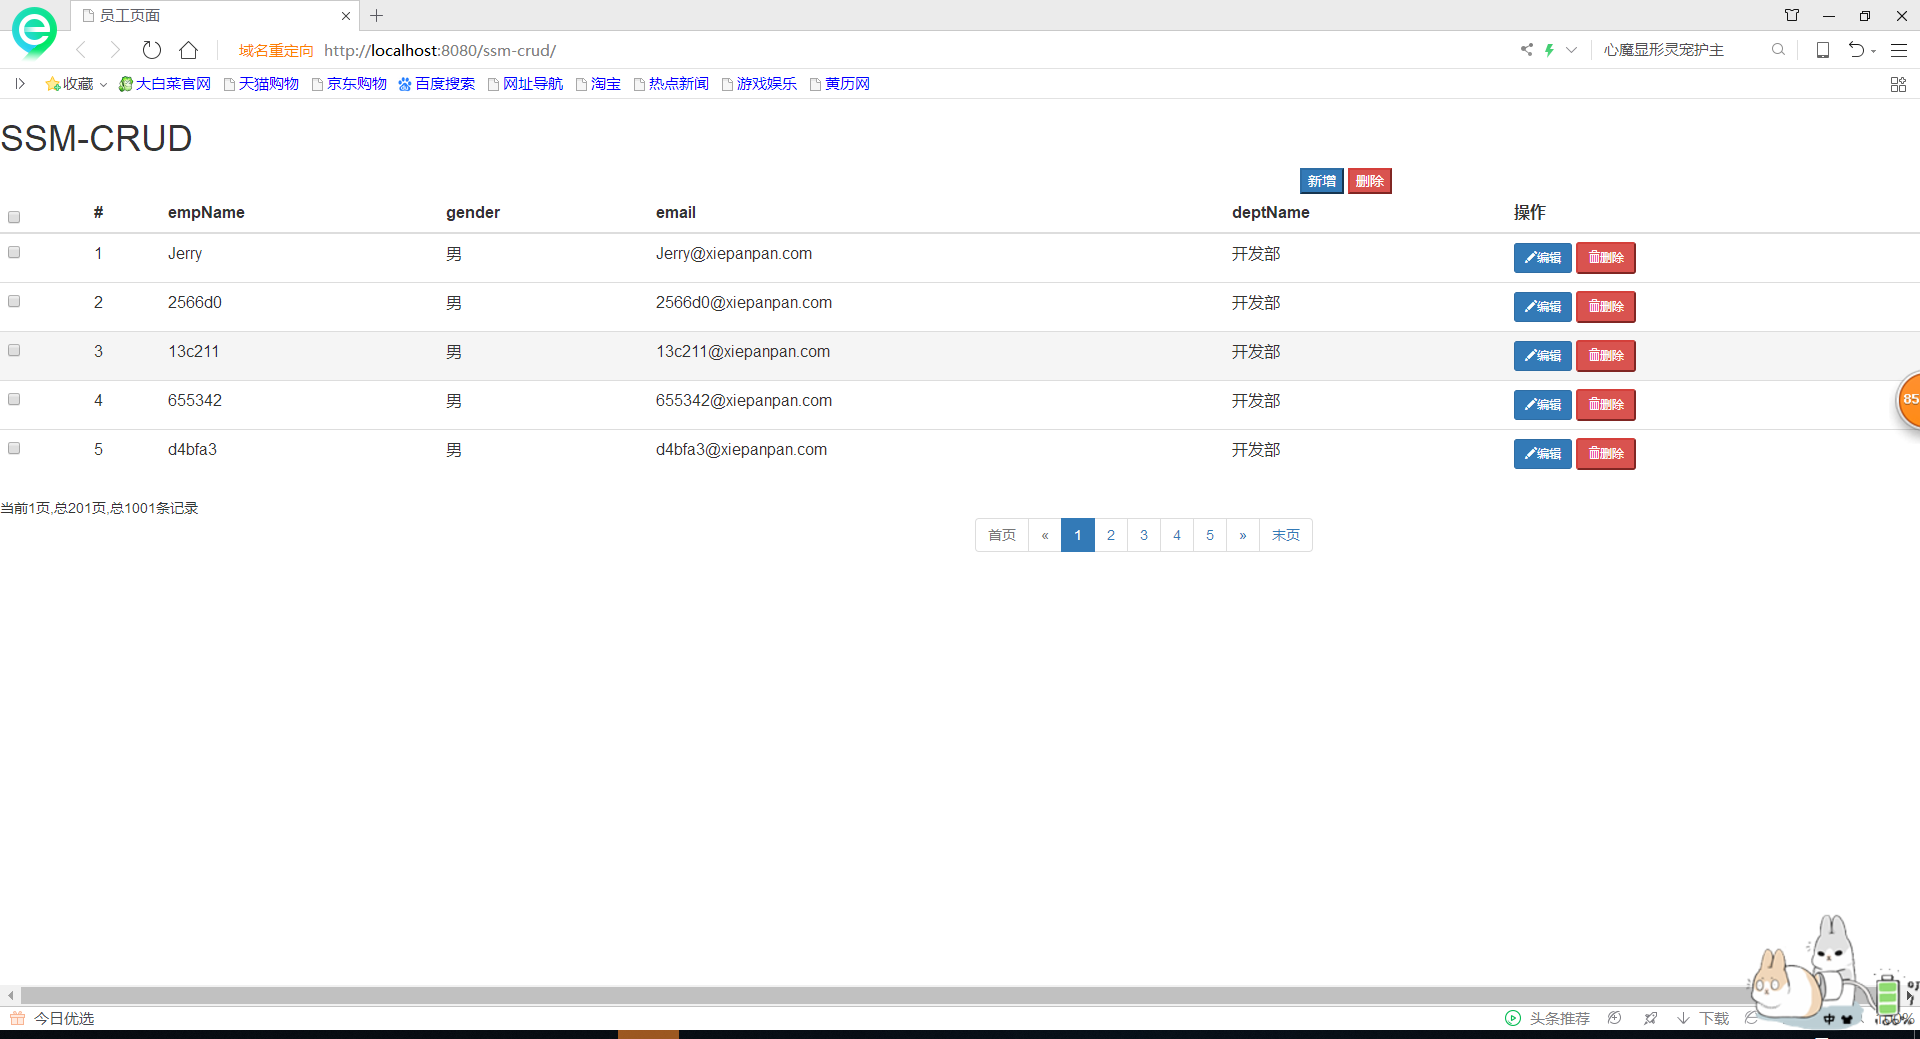 员工页面
域名重定向 http://localhost:8080/ssm-crud/ 心魔显形灵宠护主
收藏 大白菜官网 天猫购物 京东购物 百度搜索 网址导航 淘宝 热点新闻 游戏娱乐 黄历网
SSM-CRUD
新增 删除
# empName gender email deptName 操作
1 Jerry 男 Jerry@xiepanpan.com 开发部 编辑 删除
2 2566d0 男 2566d0@xiepanpan.com 开发部 编辑 删除
3 13c211 男 13c211@xiepanpan.com 开发部 编辑 删除
85
4 655342 男 655342@xiepanpan.com 开发部 编辑 删除
5 d4bfa3 男 d4bfa3@xiepanpan.com 开发部 编辑 删除
当前1页,总201页,总1001条记录
首页 « 1 2 3 4 5 » 末页
今日优选 头条推荐 下载 中